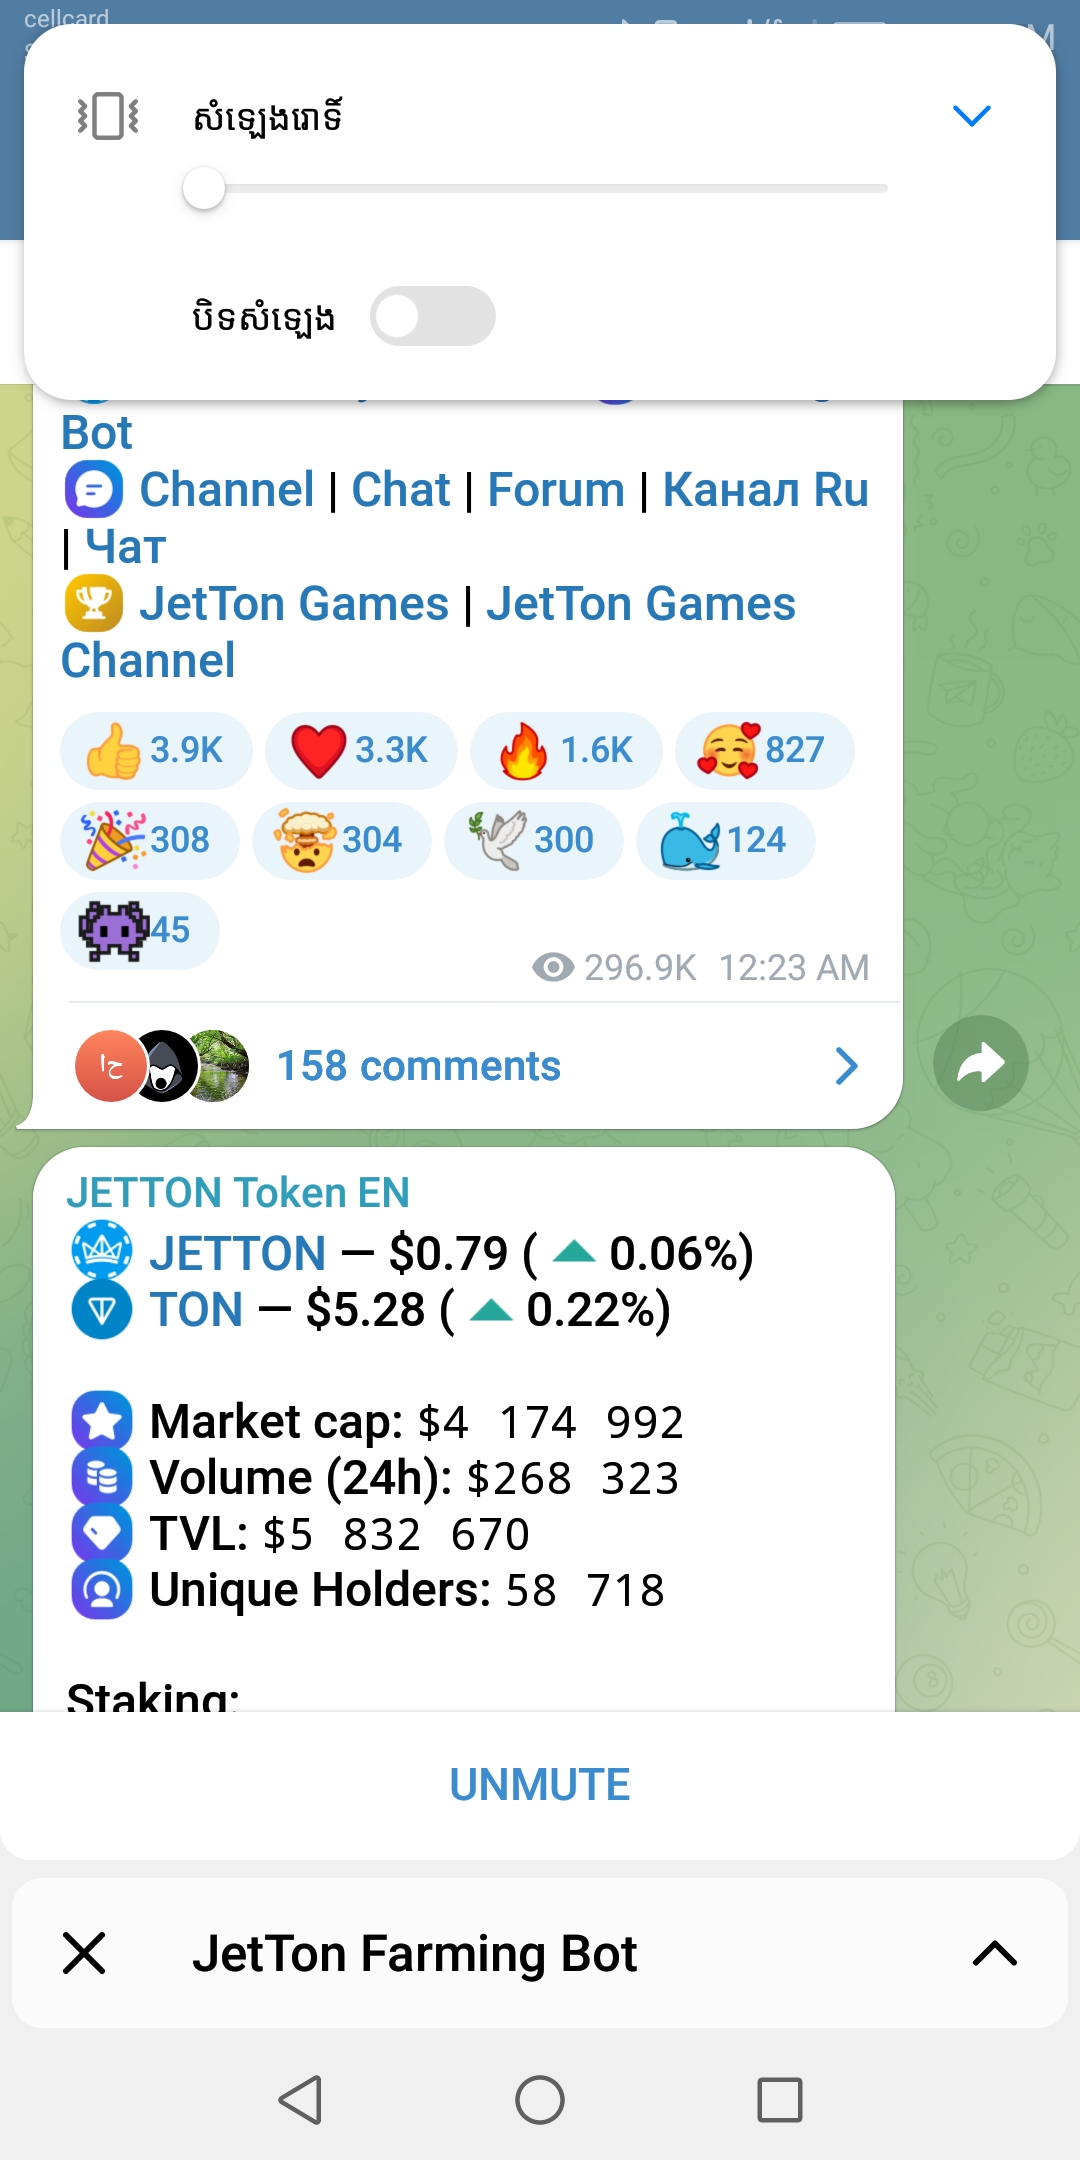 cellcard
សំឡេងរោទ៍
បិទសំឡេង
Bot
Channel | Chat | Forum | Канал Ru
| Чат
JetTon Games | JetTon Games
Channel
3.9K 3.3K 1.6K 827
308 304 300 124
45
296.9K 12:23 AM
158 comments
JETTON Token EN
JETTON — $0.79 ( 0.06%)
TON — $5.28 ( 0.22%)
Market cap: $4 174 992
Volume (24h): $268 323
TVL: $5 832 670
Unique Holders: 58 718
Staking:
UNMUTE
JetTon Farming Bot